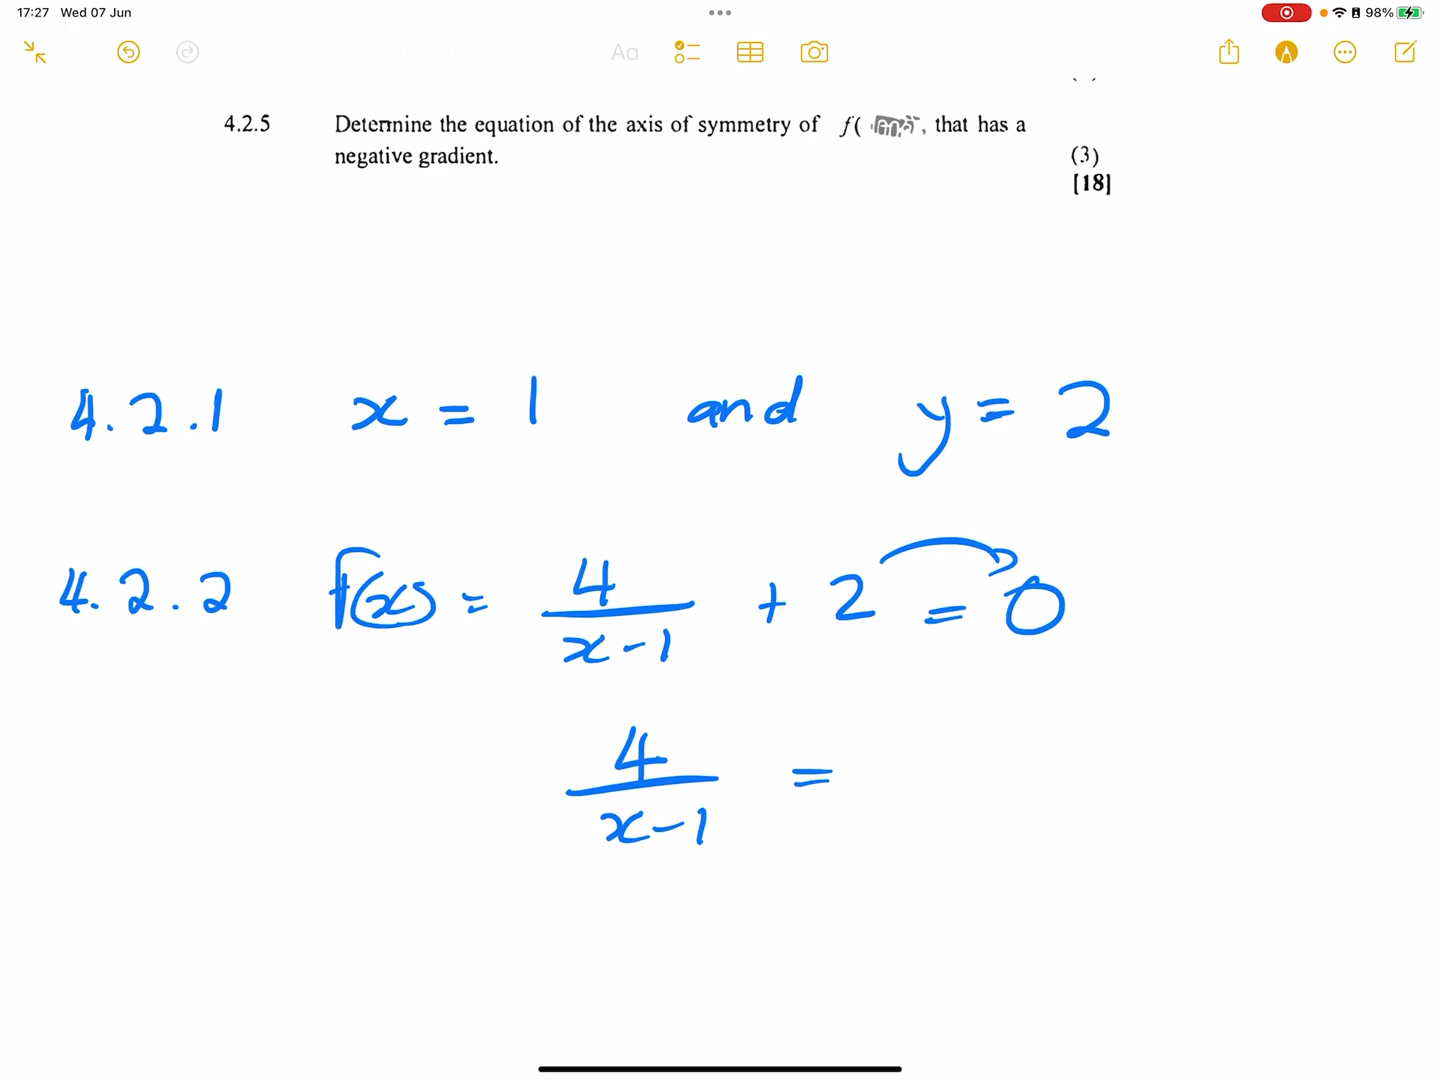 17:27 Wed 07 Jun 98%
Aa
4.2.5 Determine the equation of the axis of symmetry of f( , that has a
negative gradient. (3)
[18]
4.2.1 x = 1 and y = 2
4.2.2 f(x) = 4/(x-1) + 2 = 0
4/(x-1) =